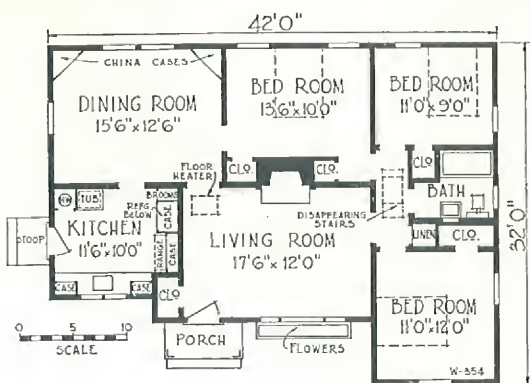 42'0"
CHINA CASES
DINING ROOM
15'6"x12'6"
BED ROOM
13'6"x10'0"
BED ROOM
11'0"x9'0"
FLOOR
HEATER
CLO.
CLO.
CLO.
BATH
HW
TUB
BROOMS
REFG.
BELOW
CASE
RANGE
CASE
KITCHEN
11'6"x10'0"
STOOP
DISAPPEARING
STAIRS
LINEN
CLO.
32'0"
LIVING ROOM
17'6"x12'0"
CASE
CASE
CLO
BED ROOM
11'0"x12'0"
0 5 10
SCALE
PORCH
FLOWERS
W-354